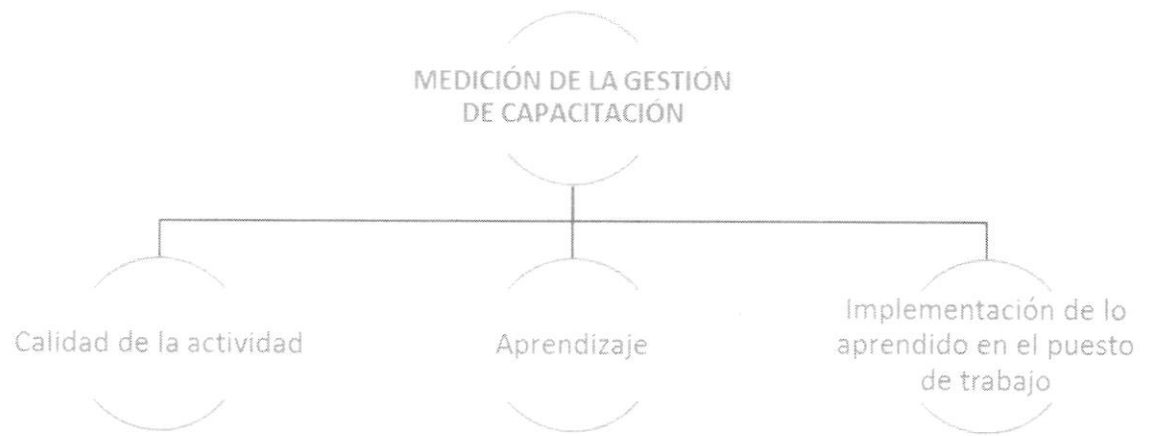 MEDICIÓN DE LA GESTIÓN
DE CAPACITACIÓN
Calidad de la actividad
Aprendizaje
Implementación de lo
aprendido en el puesto
de trabajo